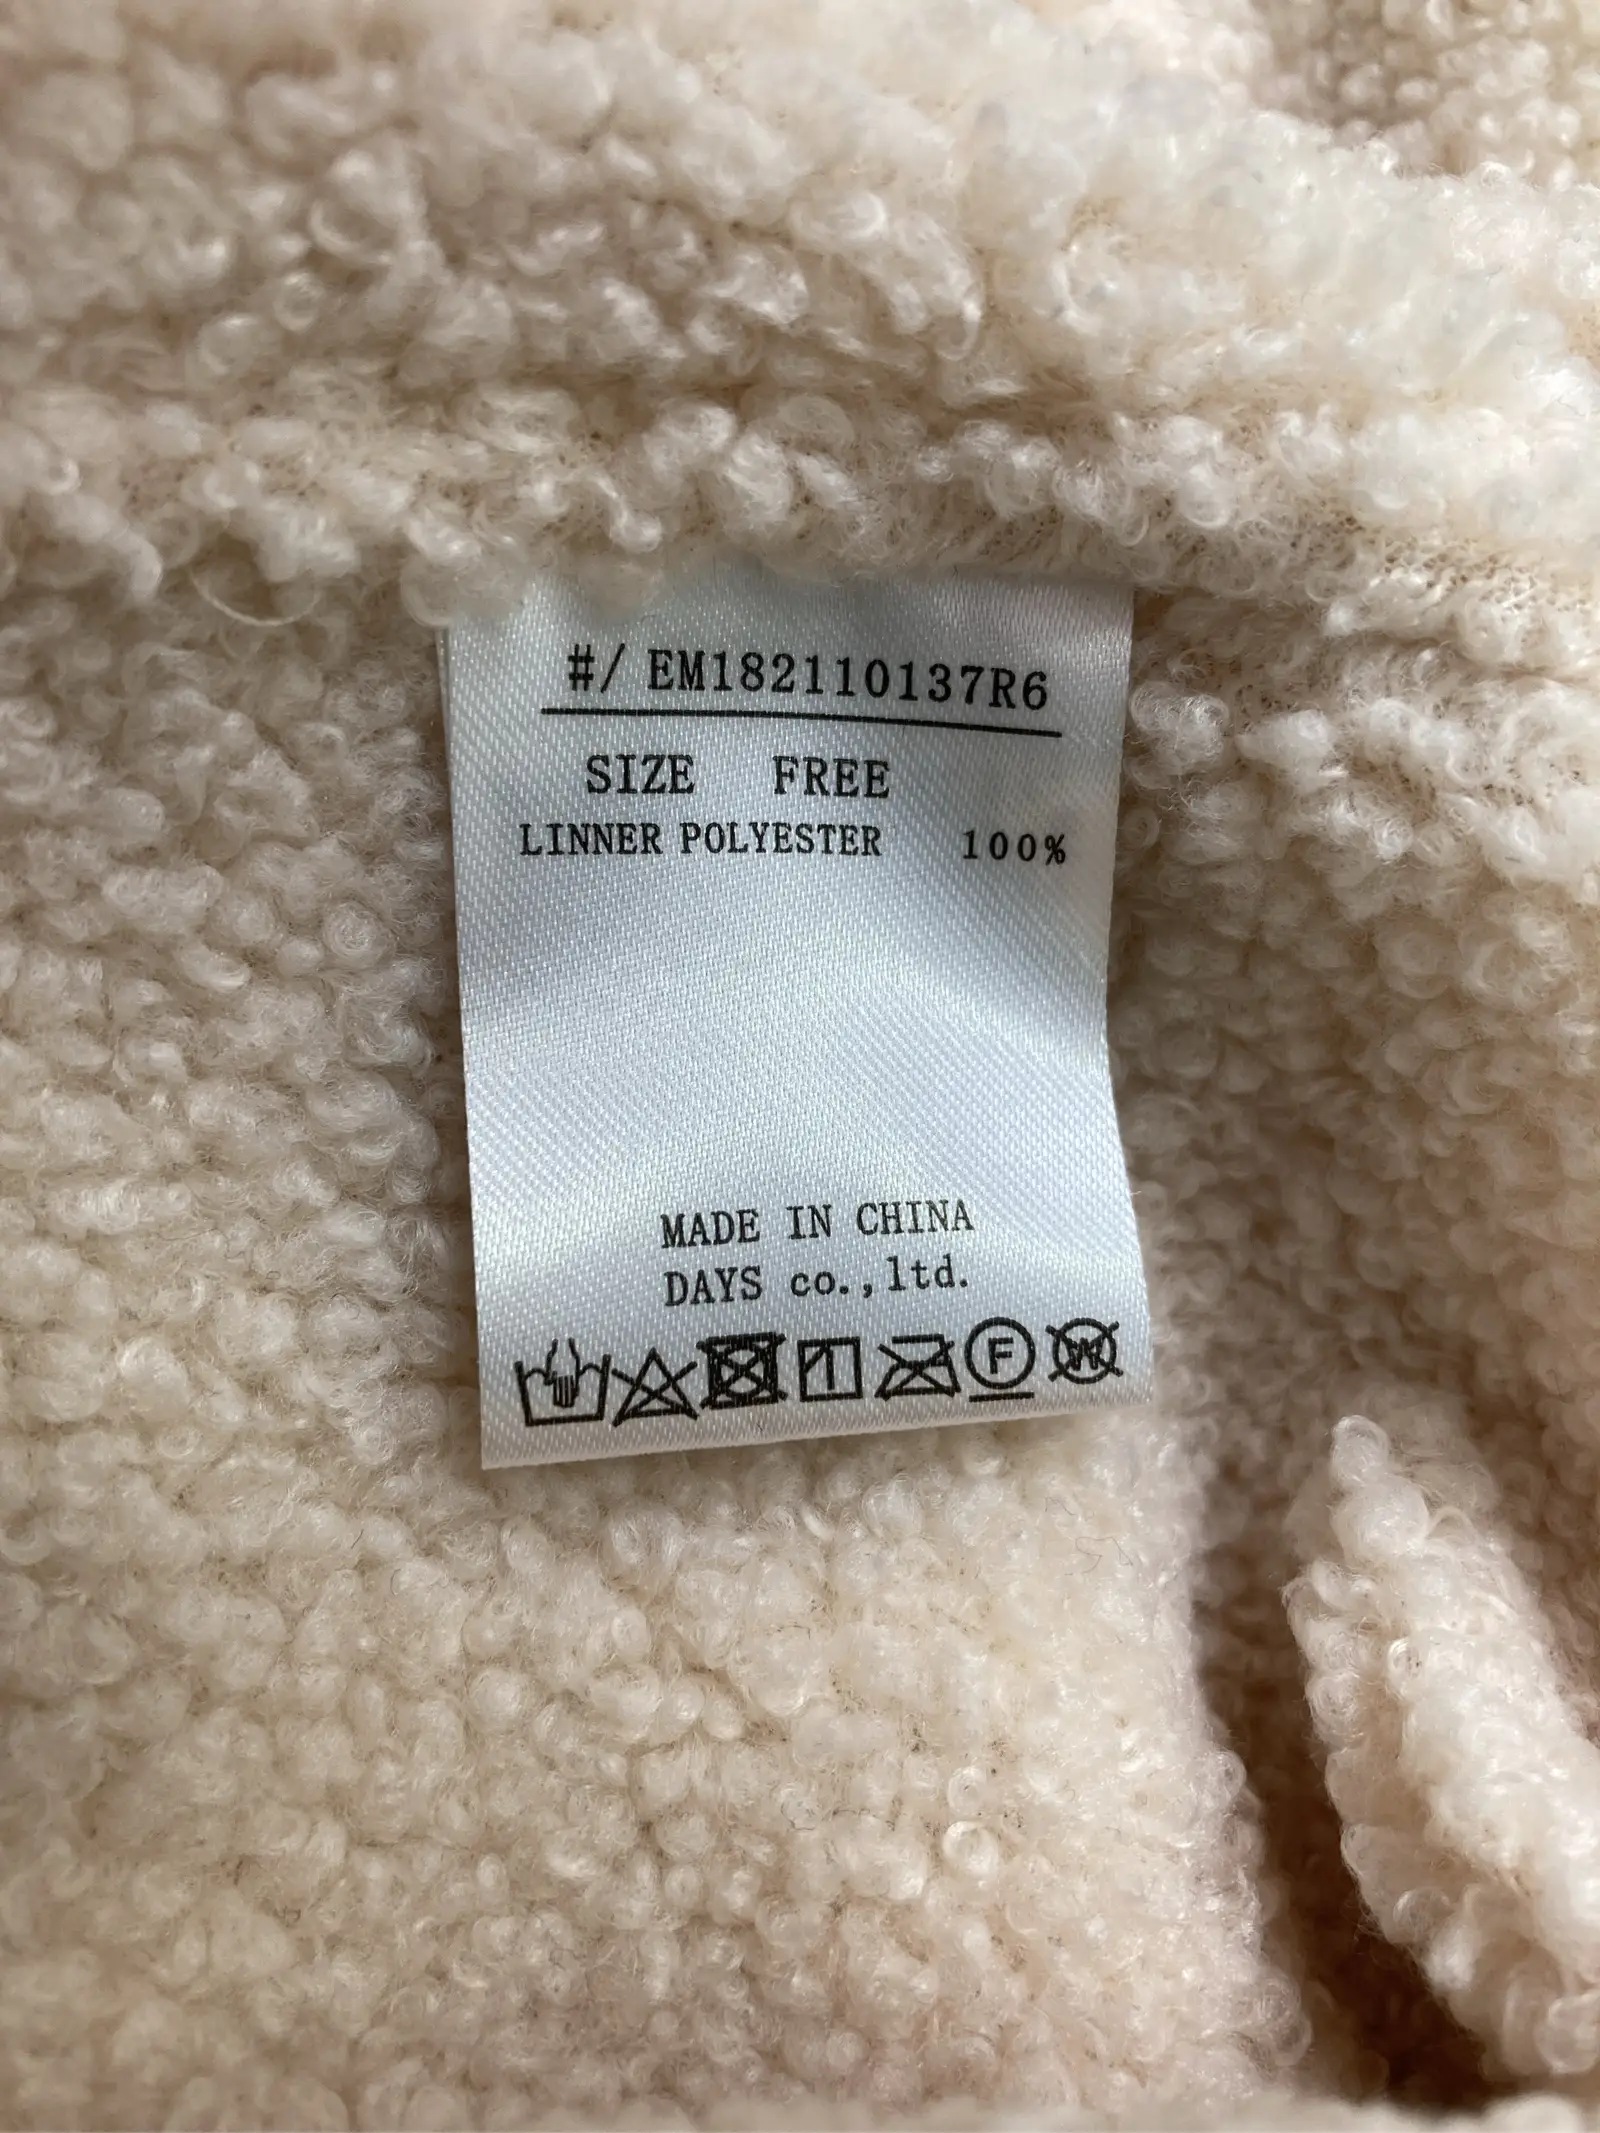 #/ EM182110137R6
SIZE FREE
LINNER POLYESTER 100%
MADE IN CHINA
DAYS co.,ltd.
F W